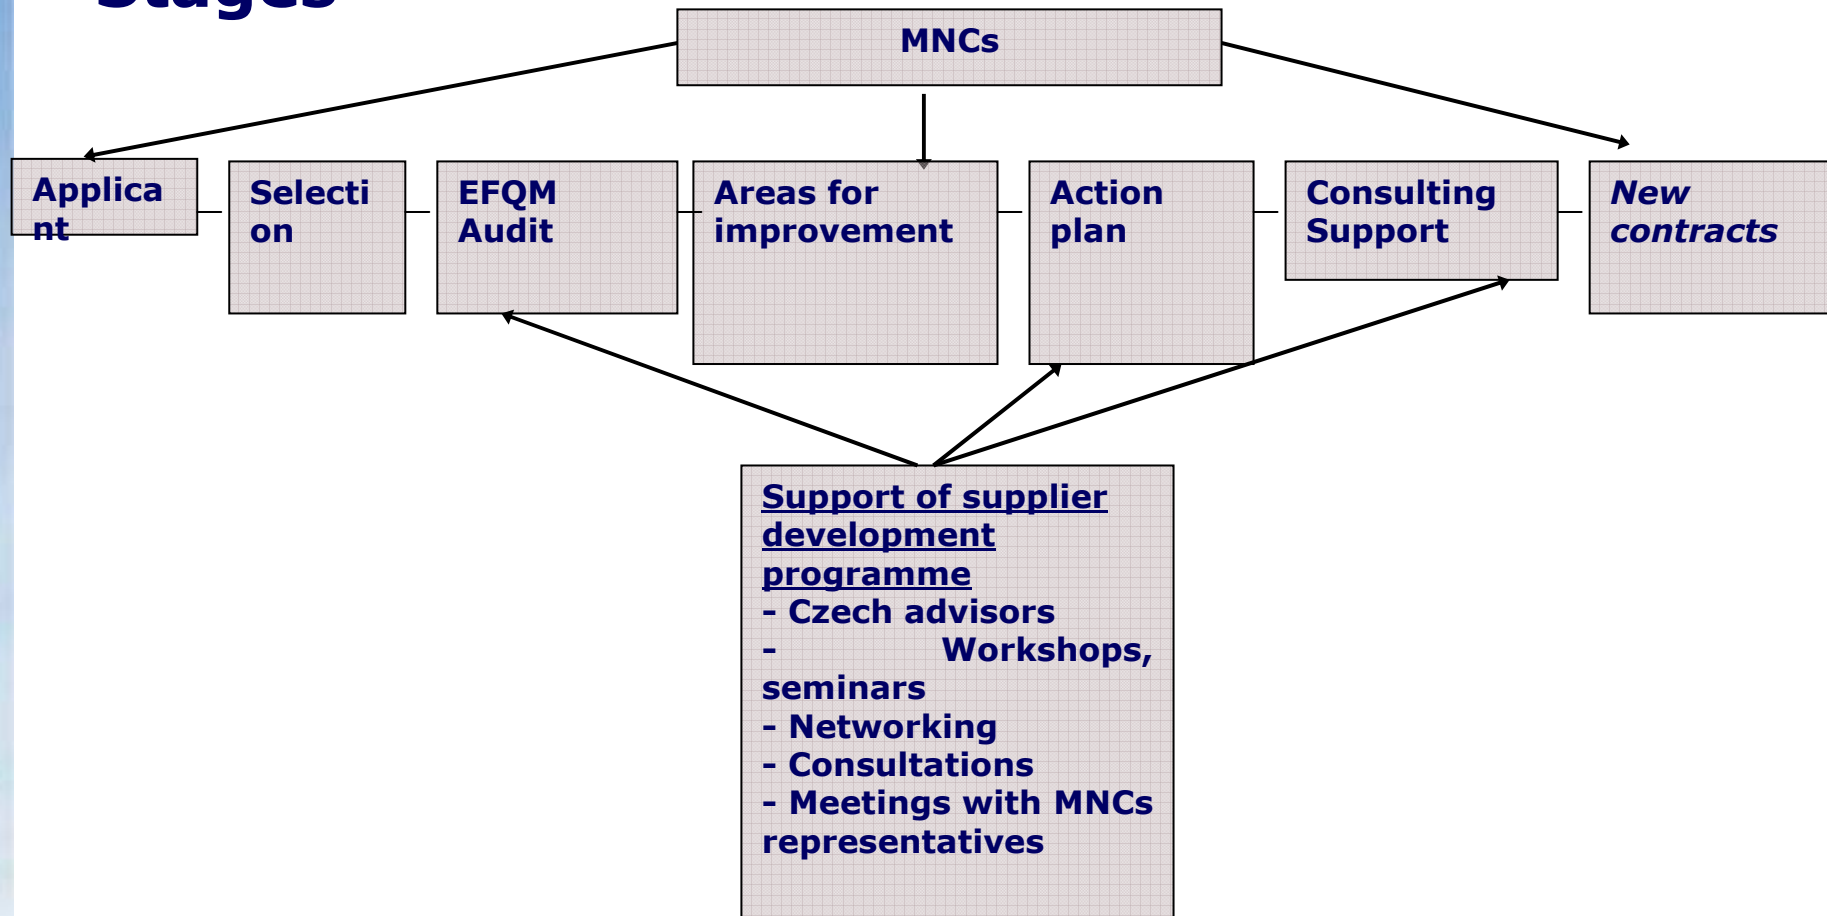 Stages
MNCs
Applica
nt
Selecti
on
EFQM
Audit
Areas for
improvement
Action
plan
Consulting
Support
New
contracts
Support of supplier
development
programme
- Czech advisors
- Workshops,
seminars
- Networking
- Consultations
- Meetings with MNCs
representatives